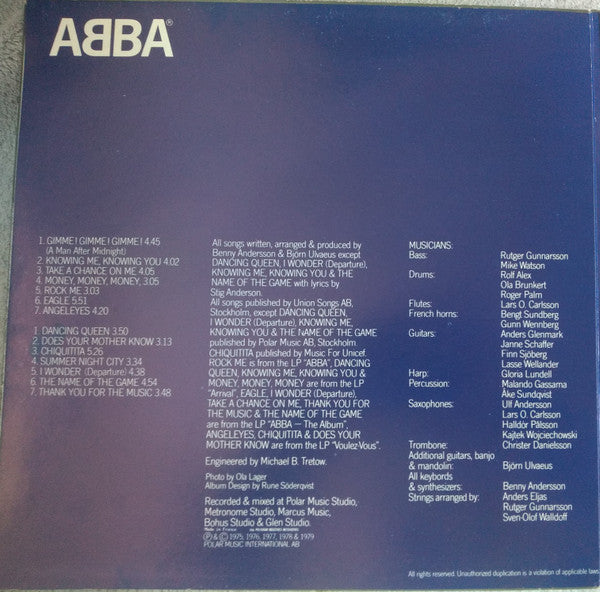 ABBA®
1. GIMME! GIMME! GIMME! 4.45
(A Man After Midnight)
2. KNOWING ME, KNOWING YOU 4.02
3. TAKE A CHANCE ON ME 4.05
4. MONEY, MONEY, MONEY, 3.05
5. ROCK ME 3.03
6. EAGLE 5.51
7. ANGELEYES 4.20
1. DANCING QUEEN 3.50
2. DOES YOUR MOTHER KNOW 3.13
3. CHIQUITITA 5.26
4. SUMMER NIGHT CITY 3.34
5. I WONDER (Departure) 4.38
6. THE NAME OF THE GAME 4.54
7. THANK YOU FOR THE MUSIC 3.48
All songs written, arranged & produced by
Benny Andersson & Björn Ulvaeus except
DANCING QUEEN, I WONDER (Departure),
KNOWING ME, KNOWING YOU & THE
NAME OF THE GAME with lyrics by
Stig Anderson.
All songs published by Union Songs AB,
Stockholm, except DANCING QUEEN,
I WONDER (Departure), KNOWING ME,
KNOWING YOU & THE NAME OF THE GAME
published by Polar Music AB, Stockholm.
CHIQUITITA published by Music For Unicef.
ROCK ME is from the LP "ABBA", DANCING
QUEEN, KNOWING ME, KNOWING YOU &
MONEY, MONEY, MONEY are from the LP
"Arrival", EAGLE, I WONDER (Departure),
TAKE A CHANCE ON ME, THANK YOU FOR
THE MUSIC & THE NAME OF THE GAME
are from the LP "ABBA – The Album",
ANGELEYES, CHIQUITITA & DOES YOUR
MOTHER KNOW are from the LP "Voulez-Vous".
Engineered by Michael B. Tretow.
Photo by Ola Lager
Album Design by Rune Söderqvist
Recorded & mixed at Polar Music Studio,
Metronome Studio, Marcus Music,
Bohus Studio & Glen Studio.
Made in France
Ⓟ & © 1975, 1976, 1977, 1978 & 1979
POLAR MUSIC INTERNATIONAL AB
MUSICIANS:
Bass: Rutger Gunnarsson
Mike Watson
Drums: Rolf Alex
Ola Brunkert
Roger Palm
Flutes: Lars O. Carlsson
French horns: Bengt Sundberg
Gunn Wennberg
Guitars: Anders Glenmark
Janne Schaffer
Finn Sjöberg
Lasse Wellander
Harp: Gloria Lundell
Percussion: Malando Gassama
Åke Sundqvist
Saxophones: Ulf Andersson
Lars O. Carlsson
Halldór Pálsson
Kajtek Wojciechowski
Trombone: Christer Danielsson
Additional guitars, banjo
& mandolin: Björn Ulvaeus
All keybords
& synthesizers: Benny Andersson
Strings arranged by: Anders Eljas
Rutger Gunnarsson
Sven-Olof Walldoff
All rights reserved. Unauthorized duplication is a violation of applicable laws